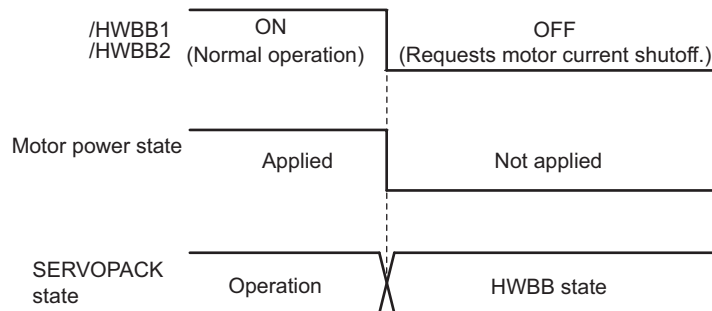 /HWBB1
/HWBB2
ON
(Normal operation)
OFF
(Requests motor current shutoff.)
Motor power state
Applied
Not applied
SERVOPACK
state
Operation
HWBB state